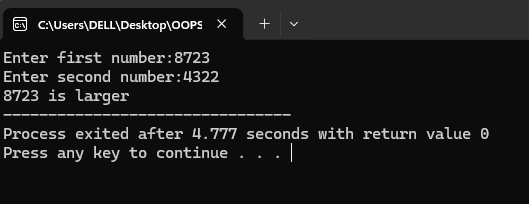 C:\Users\DELL\Desktop\OOPS
Enter first number:8723
Enter second number:4322
8723 is larger
--------------------------------
Process exited after 4.777 seconds with return value 0
Press any key to continue . . .